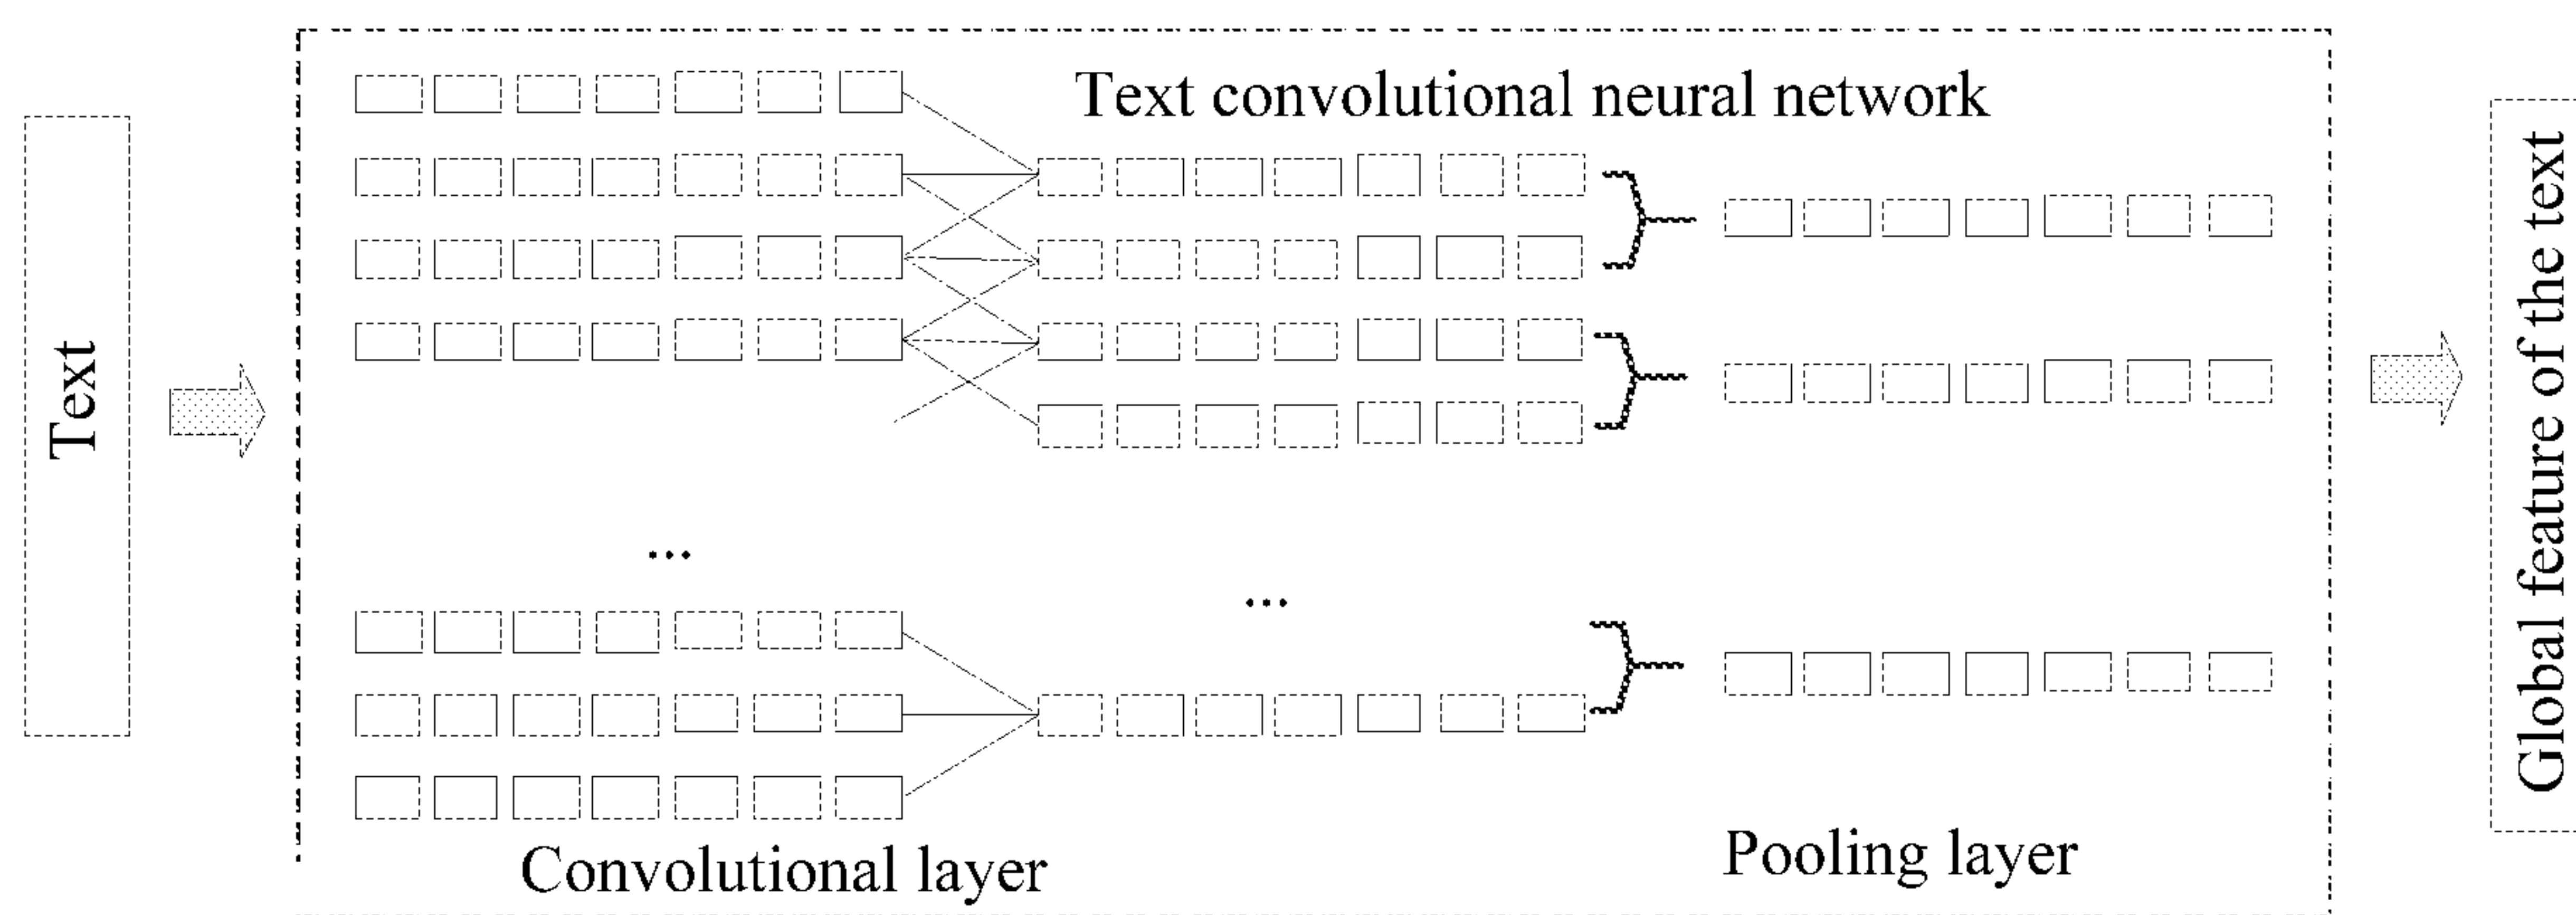 Text convolutional neural network
Text
...
...
Convolutional layer
Pooling layer
Global feature of the text